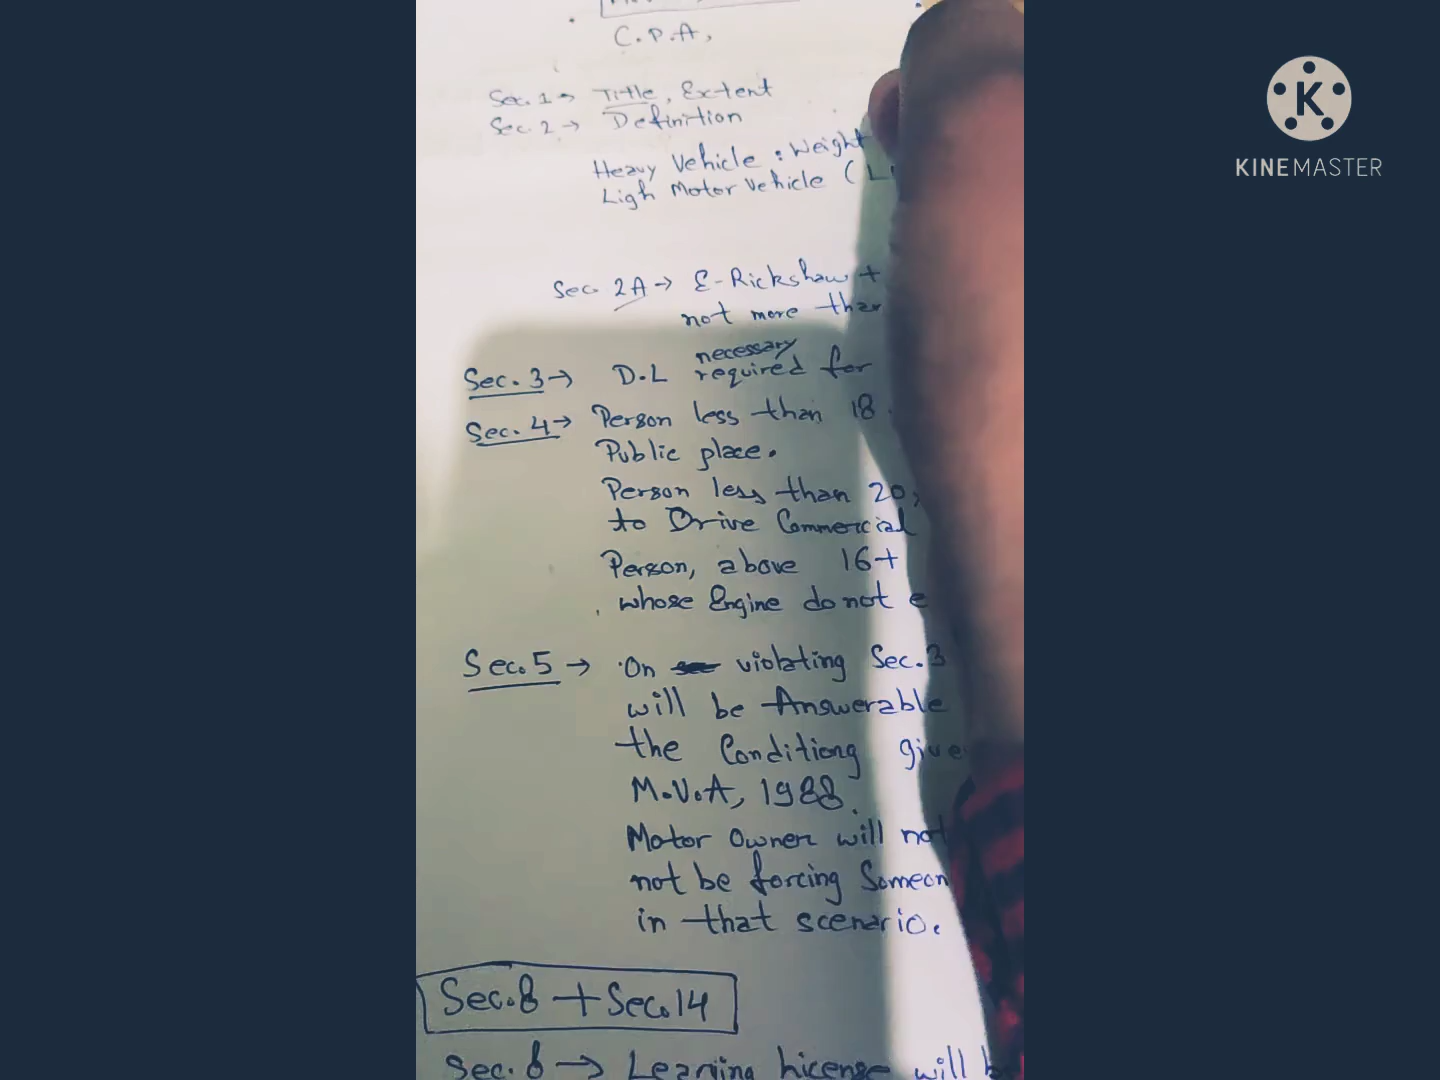 C.P.A,
Sec. 1 → Title, Extent
Sec. 2 → Definition
Heavy Vehicle : Weight
Ligh Motor Vehicle (L
Sec. 2A → E-Rickshaw +
not more than
necessary
Sec. 3 → D.L required for
Sec. 4 → Person less than 18
Public place.
Person less than 20,
to Drive Commercial
Person, above 16+
whose Engine do not e
Sec. 5 → On violating Sec. 3
will be Answerable
the Conditiong give
M.V.A, 1988.
Motor Owner will not
not be forcing Someon
in that scenario.
Sec. 8 + Sec. 14
Sec. 8 → Learning License will b
K
KINEMASTER